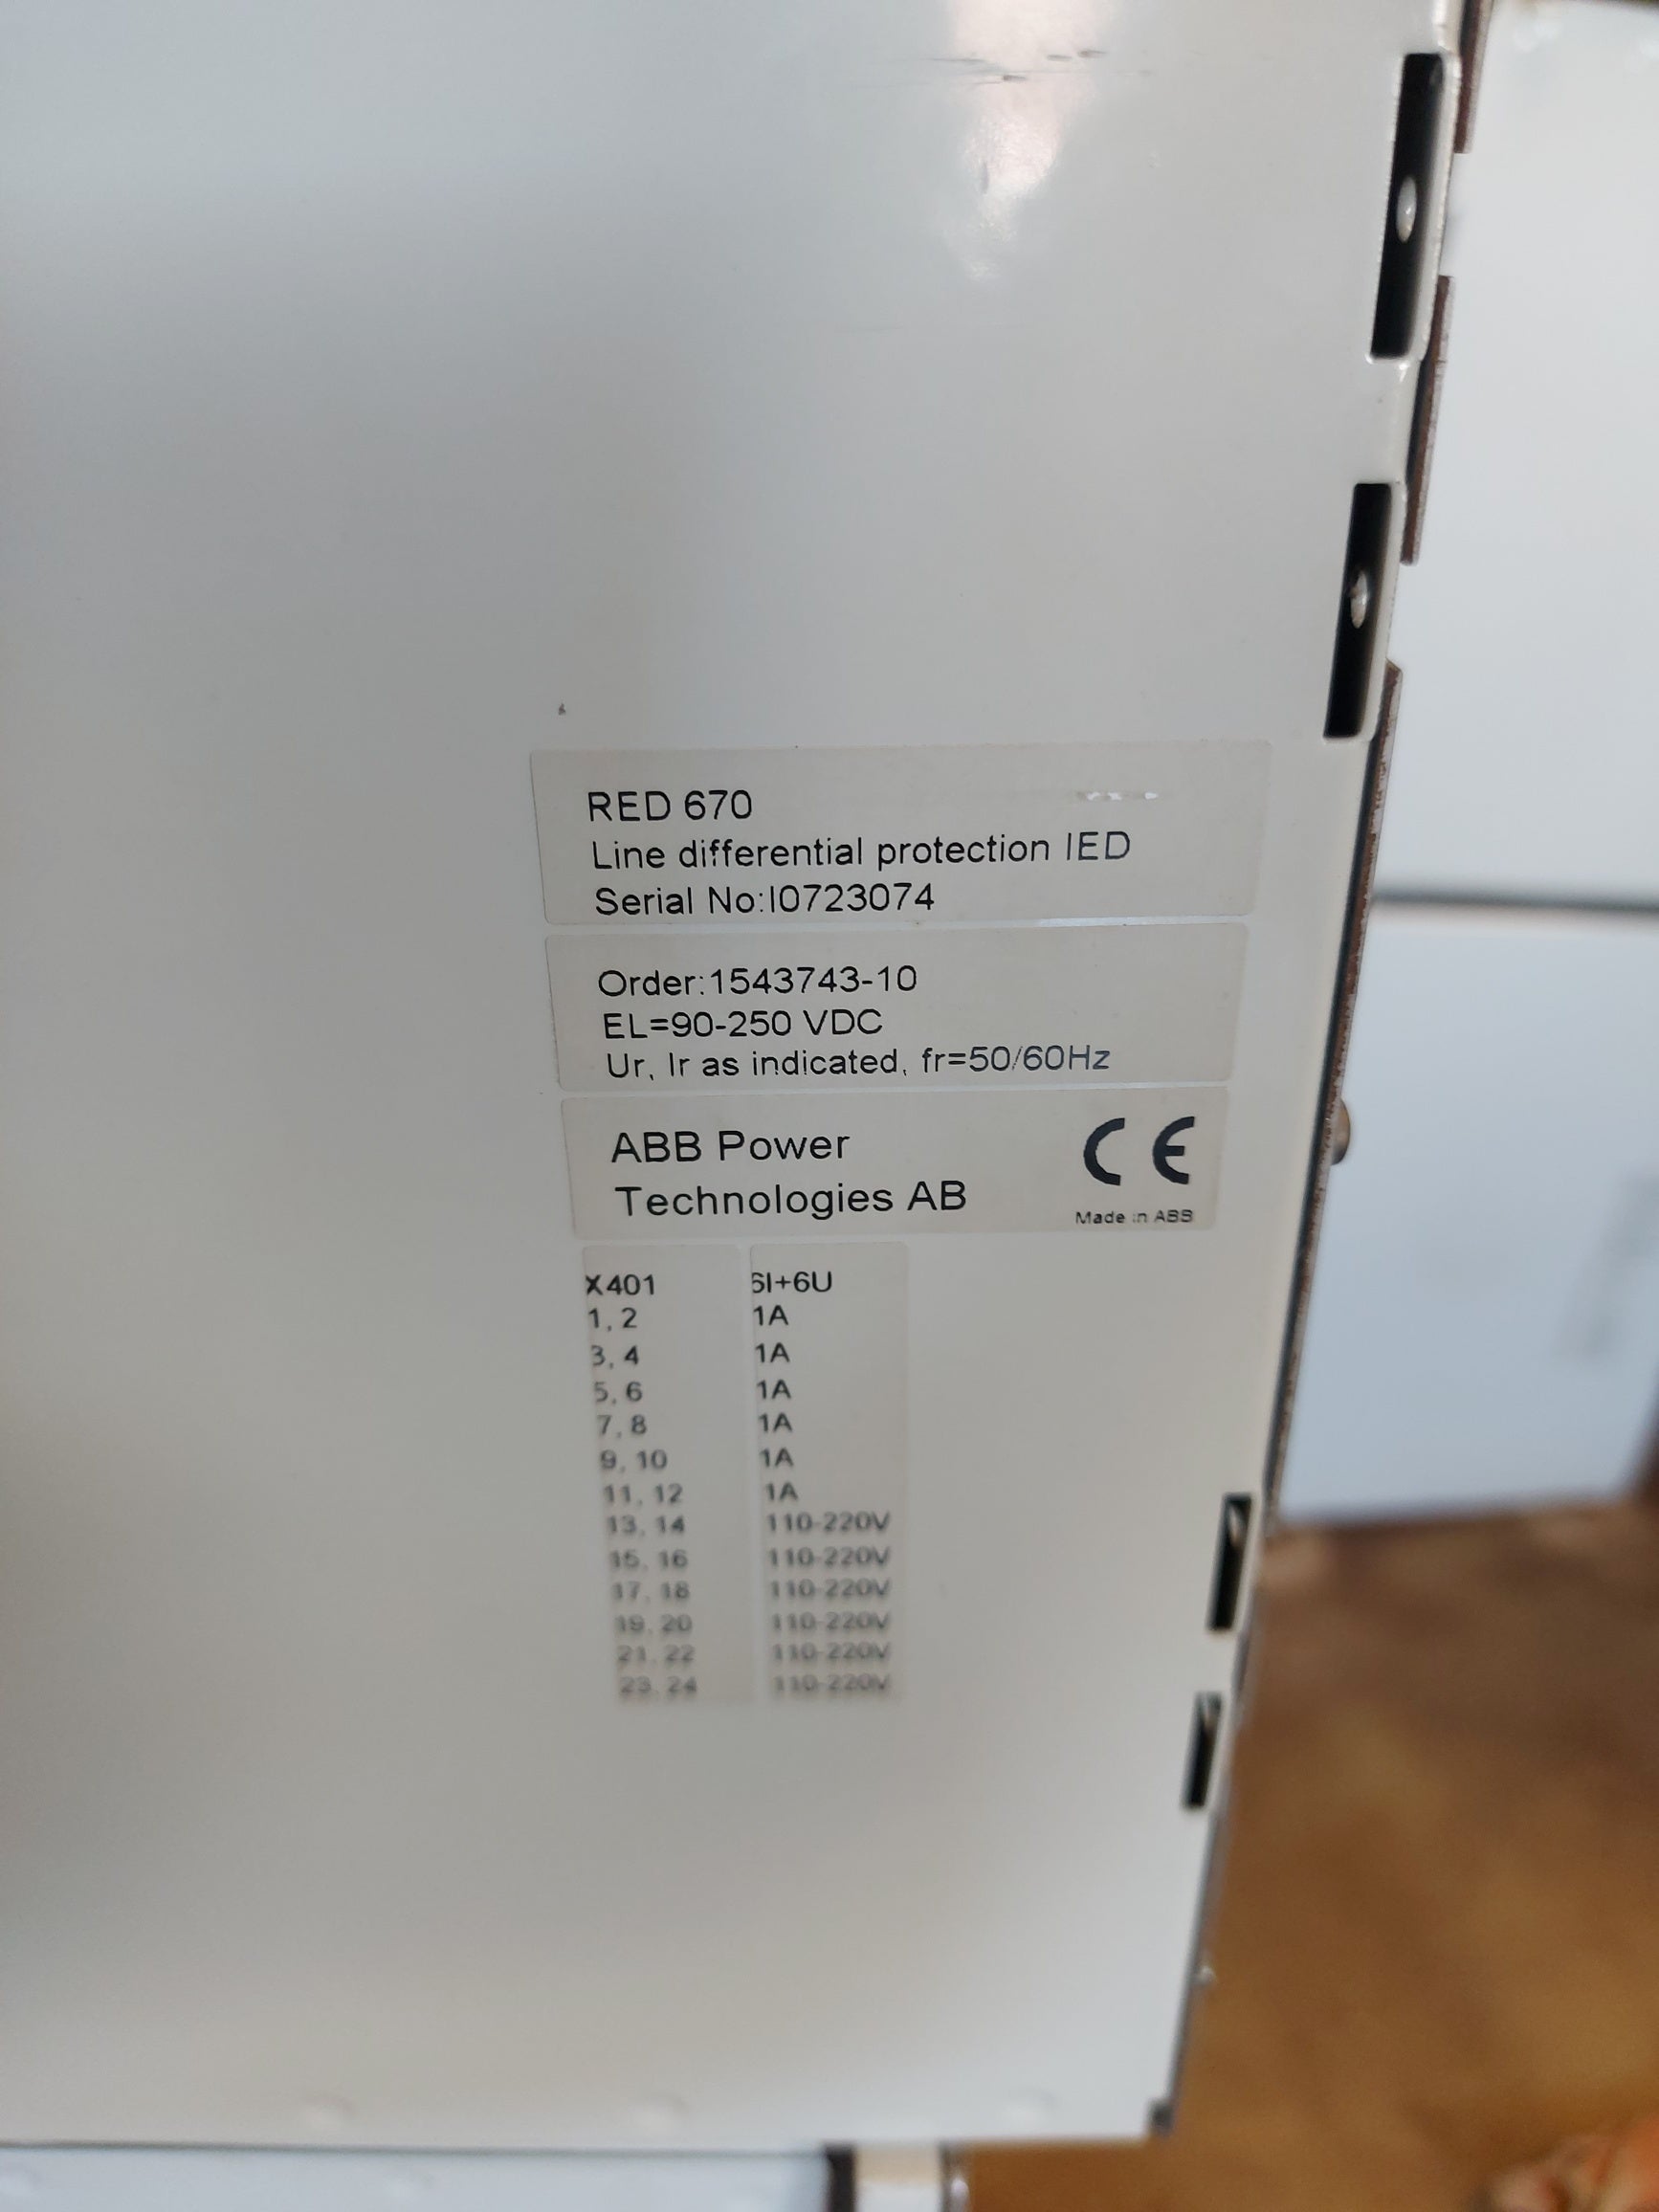 RED 670
Line differential protection IED
Serial No:I0723074
Order:1543743-10
EL=90-250 VDC
Ur, Ir as indicated, fr=50/60Hz
ABB Power
Technologies AB
CE
Made in ABB
X401 6I+6U
1, 2 1A
3, 4 1A
5, 6 1A
7, 8 1A
9, 10 1A
11, 12 1A
13, 14 110-220V
15, 16 110-220V
17, 18 110-220V
19, 20 110-220V
21, 22 110-220V
23, 24 110-220V